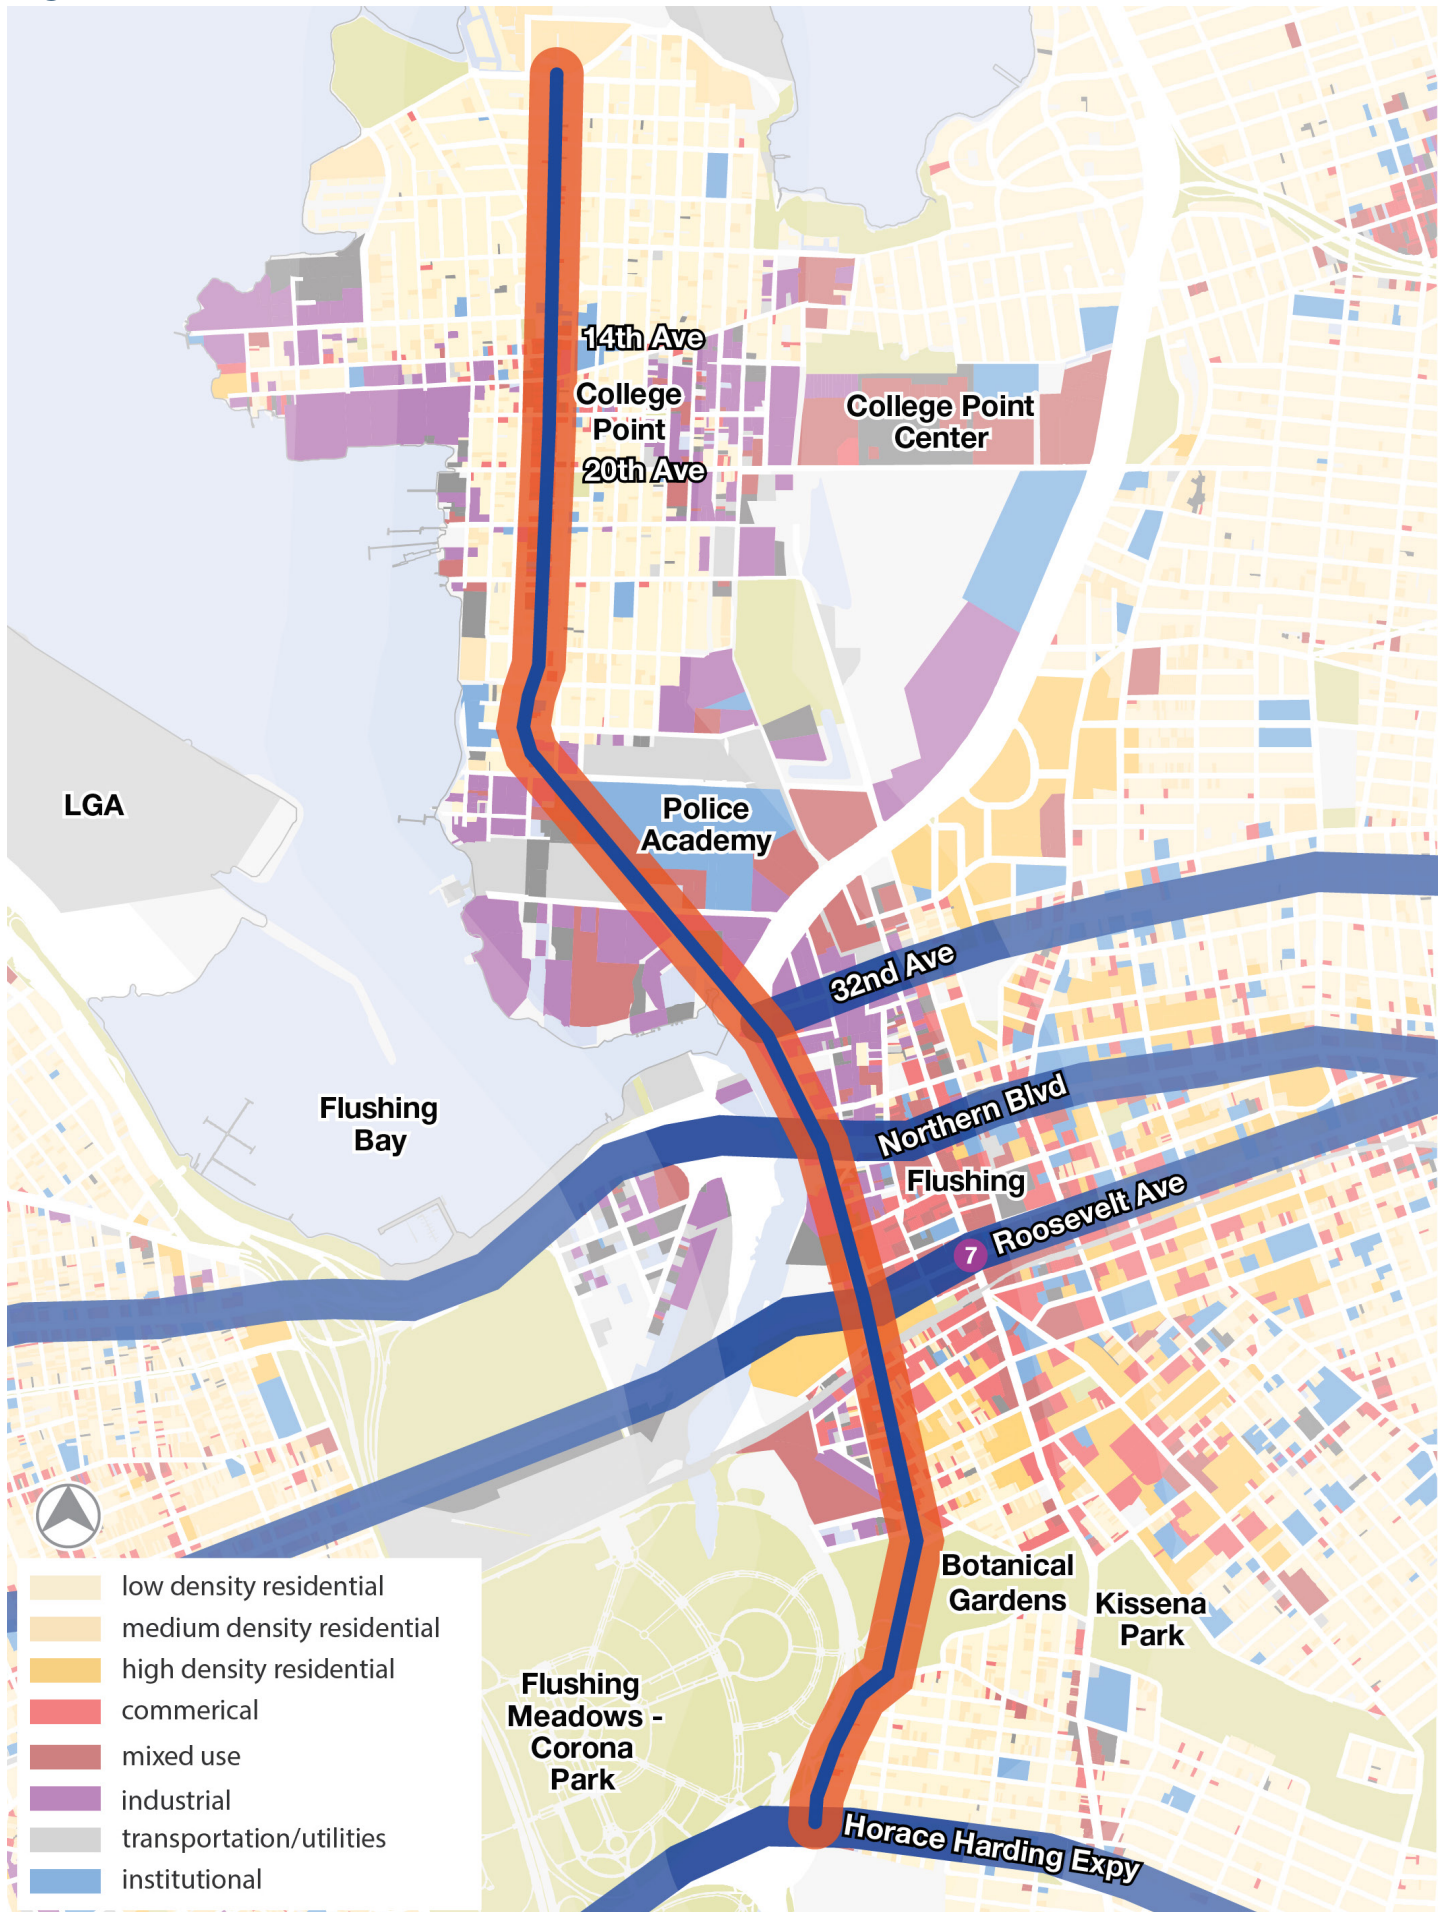 14th Ave
College
Point
20th Ave
College Point
Center
LGA
Police
Academy
32nd Ave
Flushing
Bay
Northern Blvd
Flushing
Roosevelt Ave
7
Botanical
Gardens
Kissena
Park
Flushing
Meadows -
Corona
Park
Horace Harding Expy
low density residential
medium density residential
high density residential
commerical
mixed use
industrial
transportation/utilities
institutional